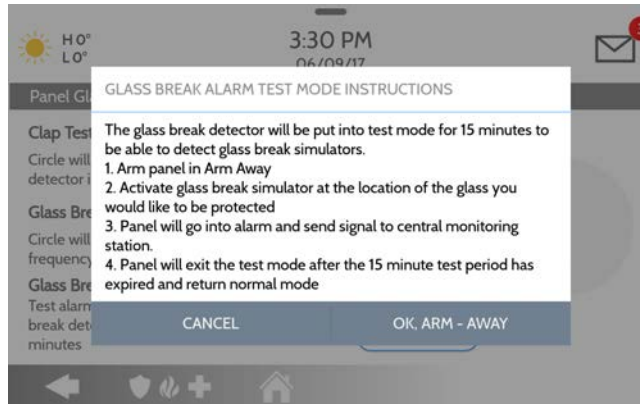 H 0°
L 0°
3:30 PM
06/09/17
Panel Gl
GLASS BREAK ALARM TEST MODE INSTRUCTIONS
Clap Test
Circle will
detector i
Glass Bre
Circle will
frequency
Glass Bre
Test alarm
break det
minutes
The glass break detector will be put into test mode for 15 minutes to
be able to detect glass break simulators.
1. Arm panel in Arm Away
2. Activate glass break simulator at the location of the glass you
would like to be protected
3. Panel will go into alarm and send signal to central monitoring
station.
4. Panel will exit the test mode after the 15 minute test period has
expired and return normal mode
CANCEL
OK, ARM - AWAY